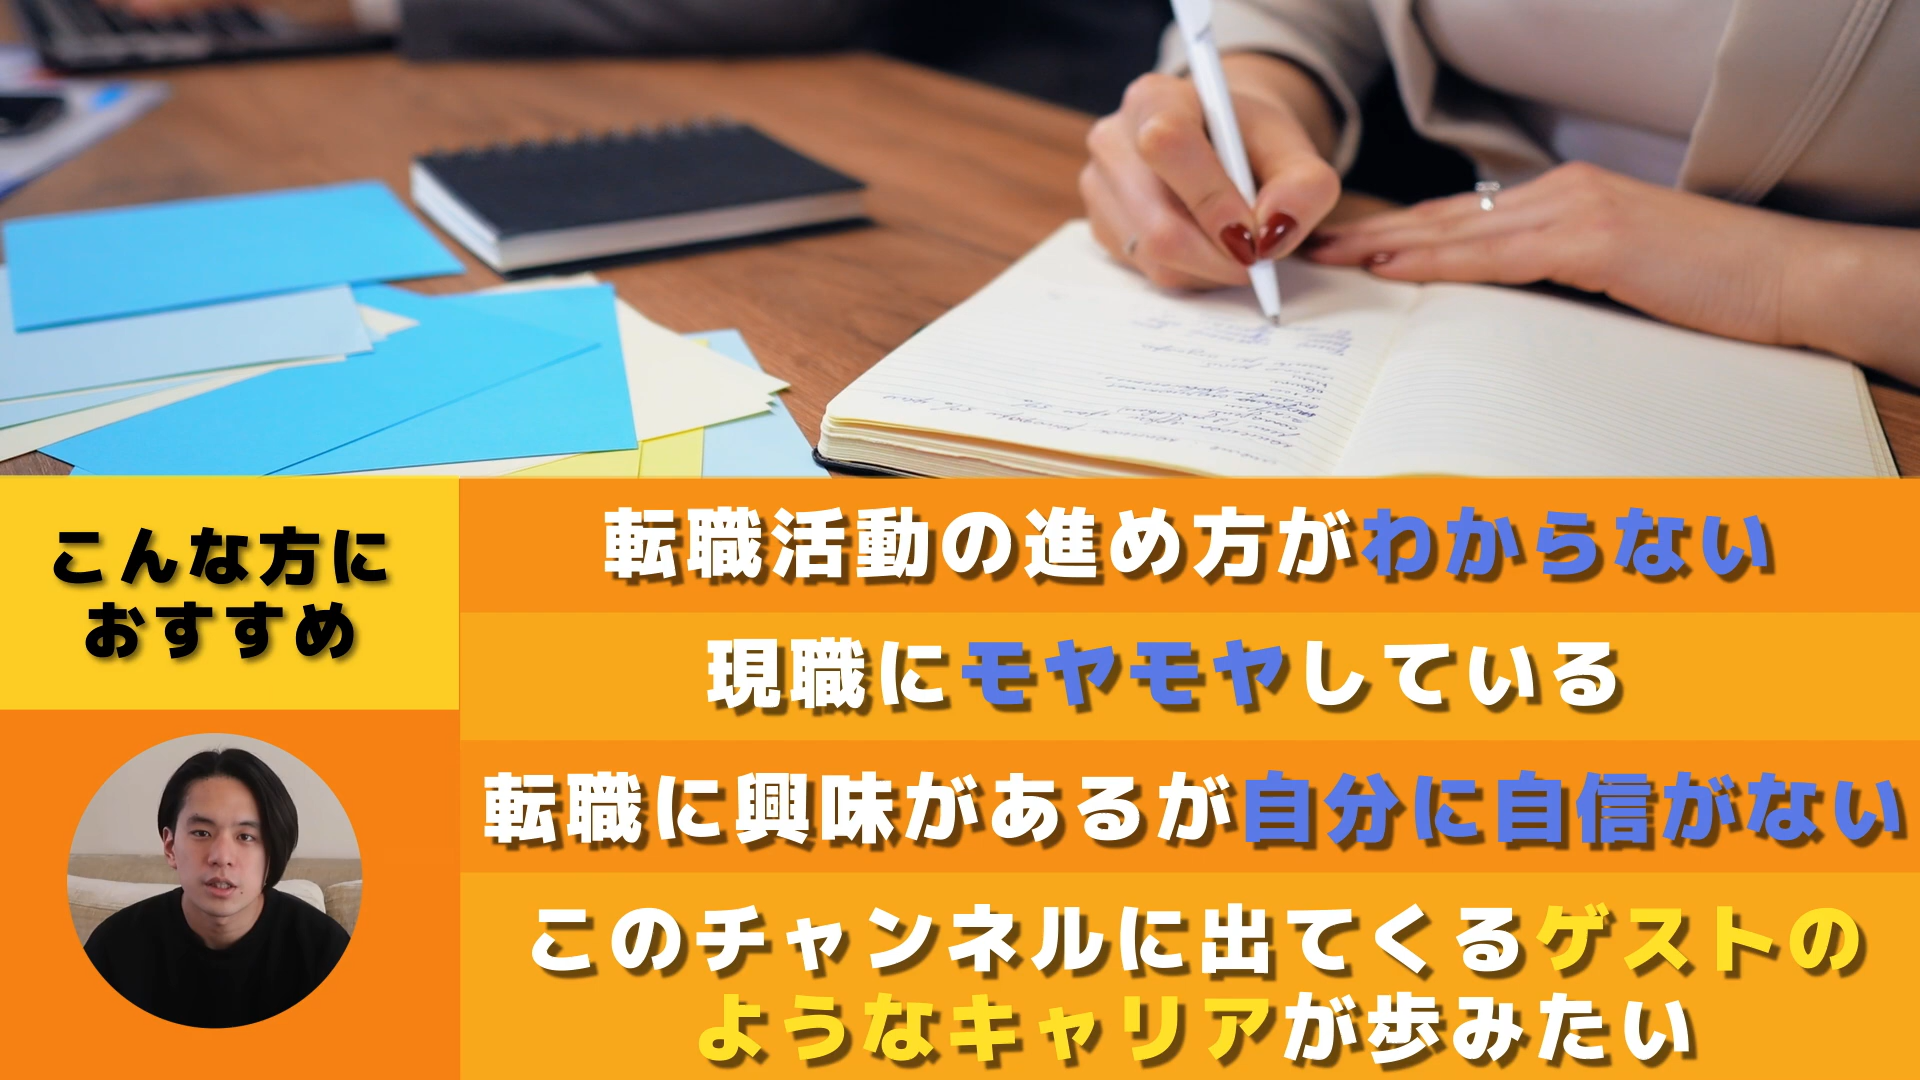 こんな方に
おすすめ
転職活動の進め方がわからない
現職にモヤモヤしている
転職に興味があるが自分に自信がない
このチャンネルに出てくるゲストの
ようなキャリアが歩みたい